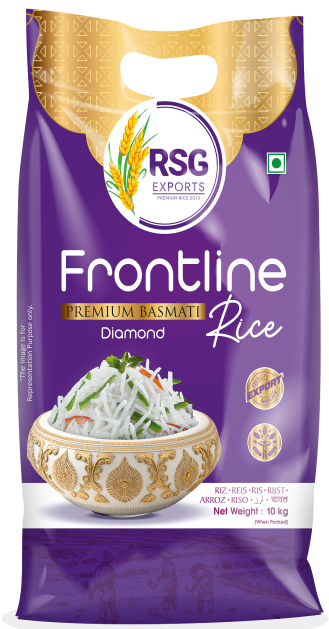 RSG
EXPORTS
PREMIUM RICE 2013
Frontline
PREMIUM BASMATI
Rice
Diamond
*The Image is for
Representation Purpose only.
EXPORT
QUALITY
RIZ • REIS • RIS • RIJST •
ARROZ • RISO • أرز • चावल
Net Weight : 10 kg
(When Packed)